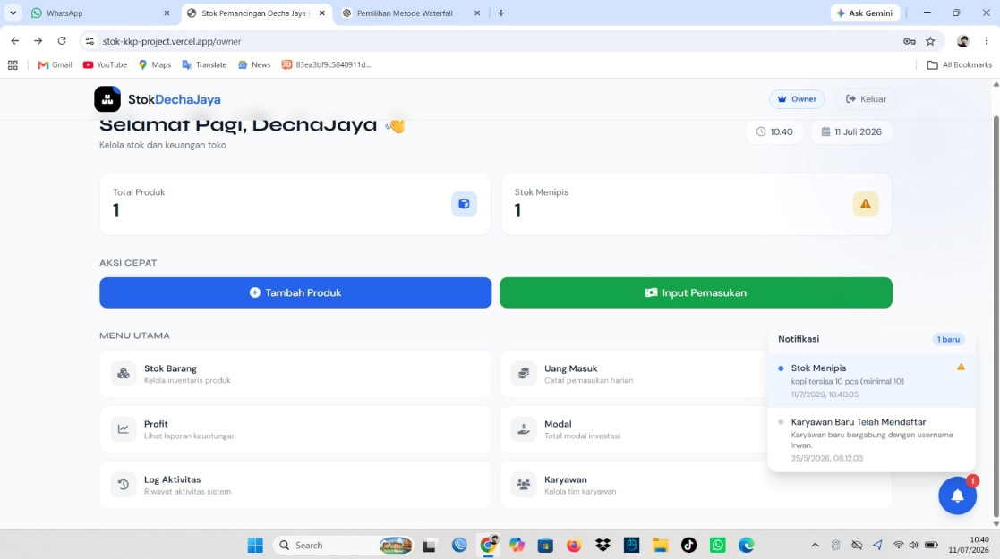 WhatsApp
Stok Pemancingan Decha Jaya |
Pemilihan Metode Waterfall
Ask Gemini
stok-kkp-project.vercel.app/owner
Gmail
YouTube
Maps
Translate
News
83ea3bf9c5840911d...
All Bookmarks
StokDechaJaya
Owner
Keluar
Selamat Pagi, DechaJaya 👋
Kelola stok dan keuangan toko
10.40
11 Juli 2026
Total Produk
1
Stok Menipis
1
AKSI CEPAT
Tambah Produk
Input Pemasukan
MENU UTAMA
Stok Barang
Kelola inventaris produk
Uang Masuk
Catat pemasukan harian
Profit
Lihat laporan keuntungan
Modal
Total modal investasi
Log Aktivitas
Riwayat aktivitas sistem
Karyawan
Kelola tim karyawan
Notifikasi
1 baru
Stok Menipis
kopi tersisa 10 pcs (minimal 10)
11/7/2026, 10.40.05
Karyawan Baru Telah Mendaftar
Karyawan baru bergabung dengan username
Irwan.
25/5/2026, 08.12.03
1
Search
10:40
11/07/2026